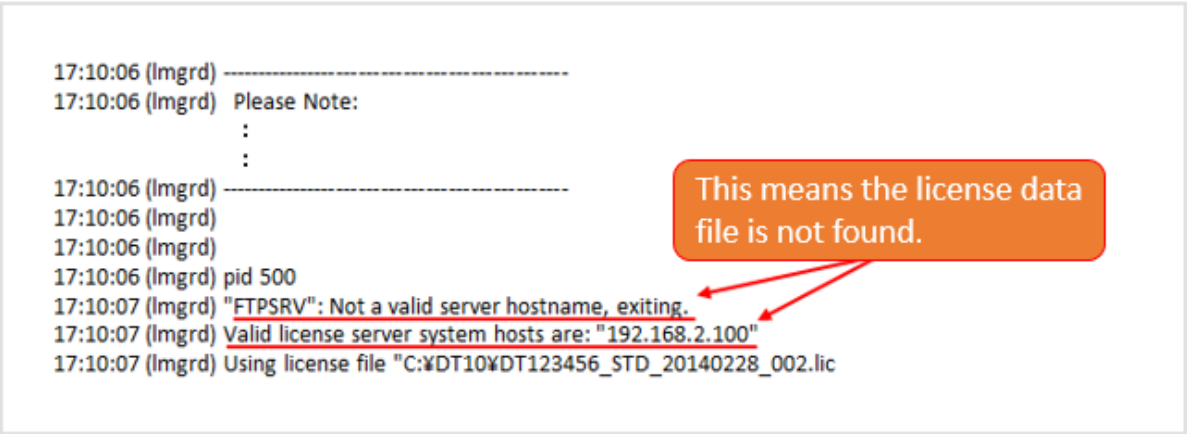 17:10:06 (lmgrd) -------------------------------------------------
17:10:06 (lmgrd) Please Note:
:
:
17:10:06 (lmgrd) -------------------------------------------------
17:10:06 (lmgrd)
17:10:06 (lmgrd)
17:10:06 (lmgrd) pid 500
17:10:07 (lmgrd) "FTPSRV": Not a valid server hostname, exiting.
17:10:07 (lmgrd) Valid license server system hosts are: "192.168.2.100"
17:10:07 (lmgrd) Using license file "C:¥DT10¥DT123456_STD_20140228_002.lic
This means the license data
file is not found.